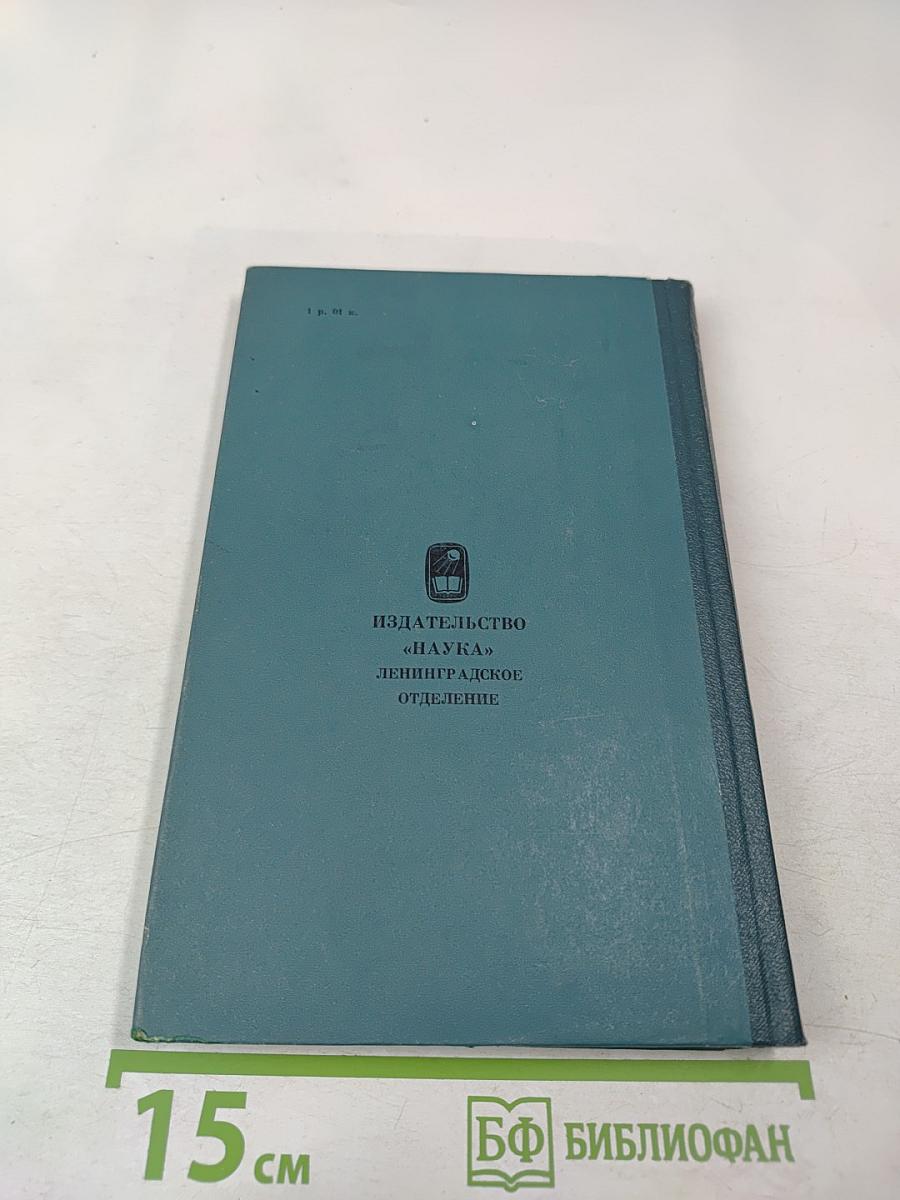 1 р. 01 к.
ИЗДАТЕЛЬСТВО
«НАУКА»
ЛЕНИНГРАДСКОЕ
ОТДЕЛЕНИЕ
15 см
БФ БИБЛИОФАН